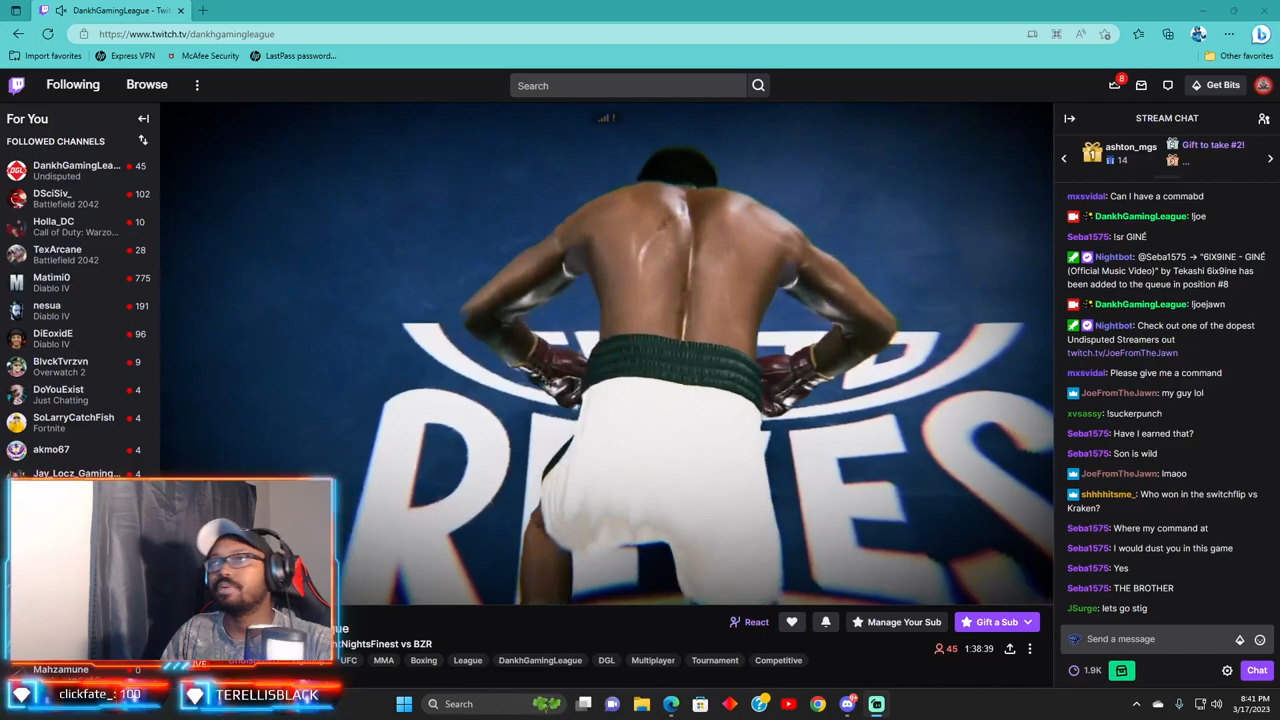 DankhGamingLeague - Twi
https://www.twitch.tv/dankhgamingleague
Import favorites
Express VPN
McAfee Security
LastPass password...
Other favorites
Following
Browse
Search
8
Get Bits
For You
FOLLOWED CHANNELS
DankhGamingLea... 45
Undisputed
DSciSiv_ 102
Battlefield 2042
Holla_DC 10
Call of Duty: Warzo...
TexArcane 28
Battlefield 2042
Matimi0 775
Diablo IV
nesua 191
Diablo IV
DiEoxidE 96
Diablo IV
BlvckTvrzvn 9
Overwatch 2
DoYouExist 4
Just Chatting
SoLarryCatchFish 4
Fortnite
akmo67 4
Jay_Locz_Gaming...
Mahzamune 0
clickfate_: 100
TERELLISBLACK
React
Manage Your Sub
Gift a Sub
NightsFinest vs BZR
UFC
MMA
Boxing
League
DankhGamingLeague
DGL
Multiplayer
Tournament
Competitive
45
1:38:39
STREAM CHAT
1
ashton_mgs
14
Gift to take #2!
...
mxsvidal: Can I have a commabd
DankhGamingLeague: !joe
Seba1575: !sr GINÉ
Nightbot: @Seba1575 -> "6IX9INE - GINÉ
(Official Music Video)" by Tekashi 6ix9ine has
been added to the queue in position #8
DankhGamingLeague: !joejawn
Nightbot: Check out one of the dopest
Undisputed Streamers out
twitch.tv/JoeFromTheJawn
mxsvidal: Please give me a command
JoeFromTheJawn: my guy lol
xvsassy: !suckerpunch
Seba1575: Have I earned that?
Seba1575: Son is wild
JoeFromTheJawn: lmaoo
shhhhitsme_: Who won in the switchflip vs
Kraken?
Seba1575: Where my command at
Seba1575: I would dust you in this game
Seba1575: Yes
Seba1575: THE BROTHER
JSurge: lets go stig
Send a message
1.9K
Chat
Search
8:41 PM
3/17/2023